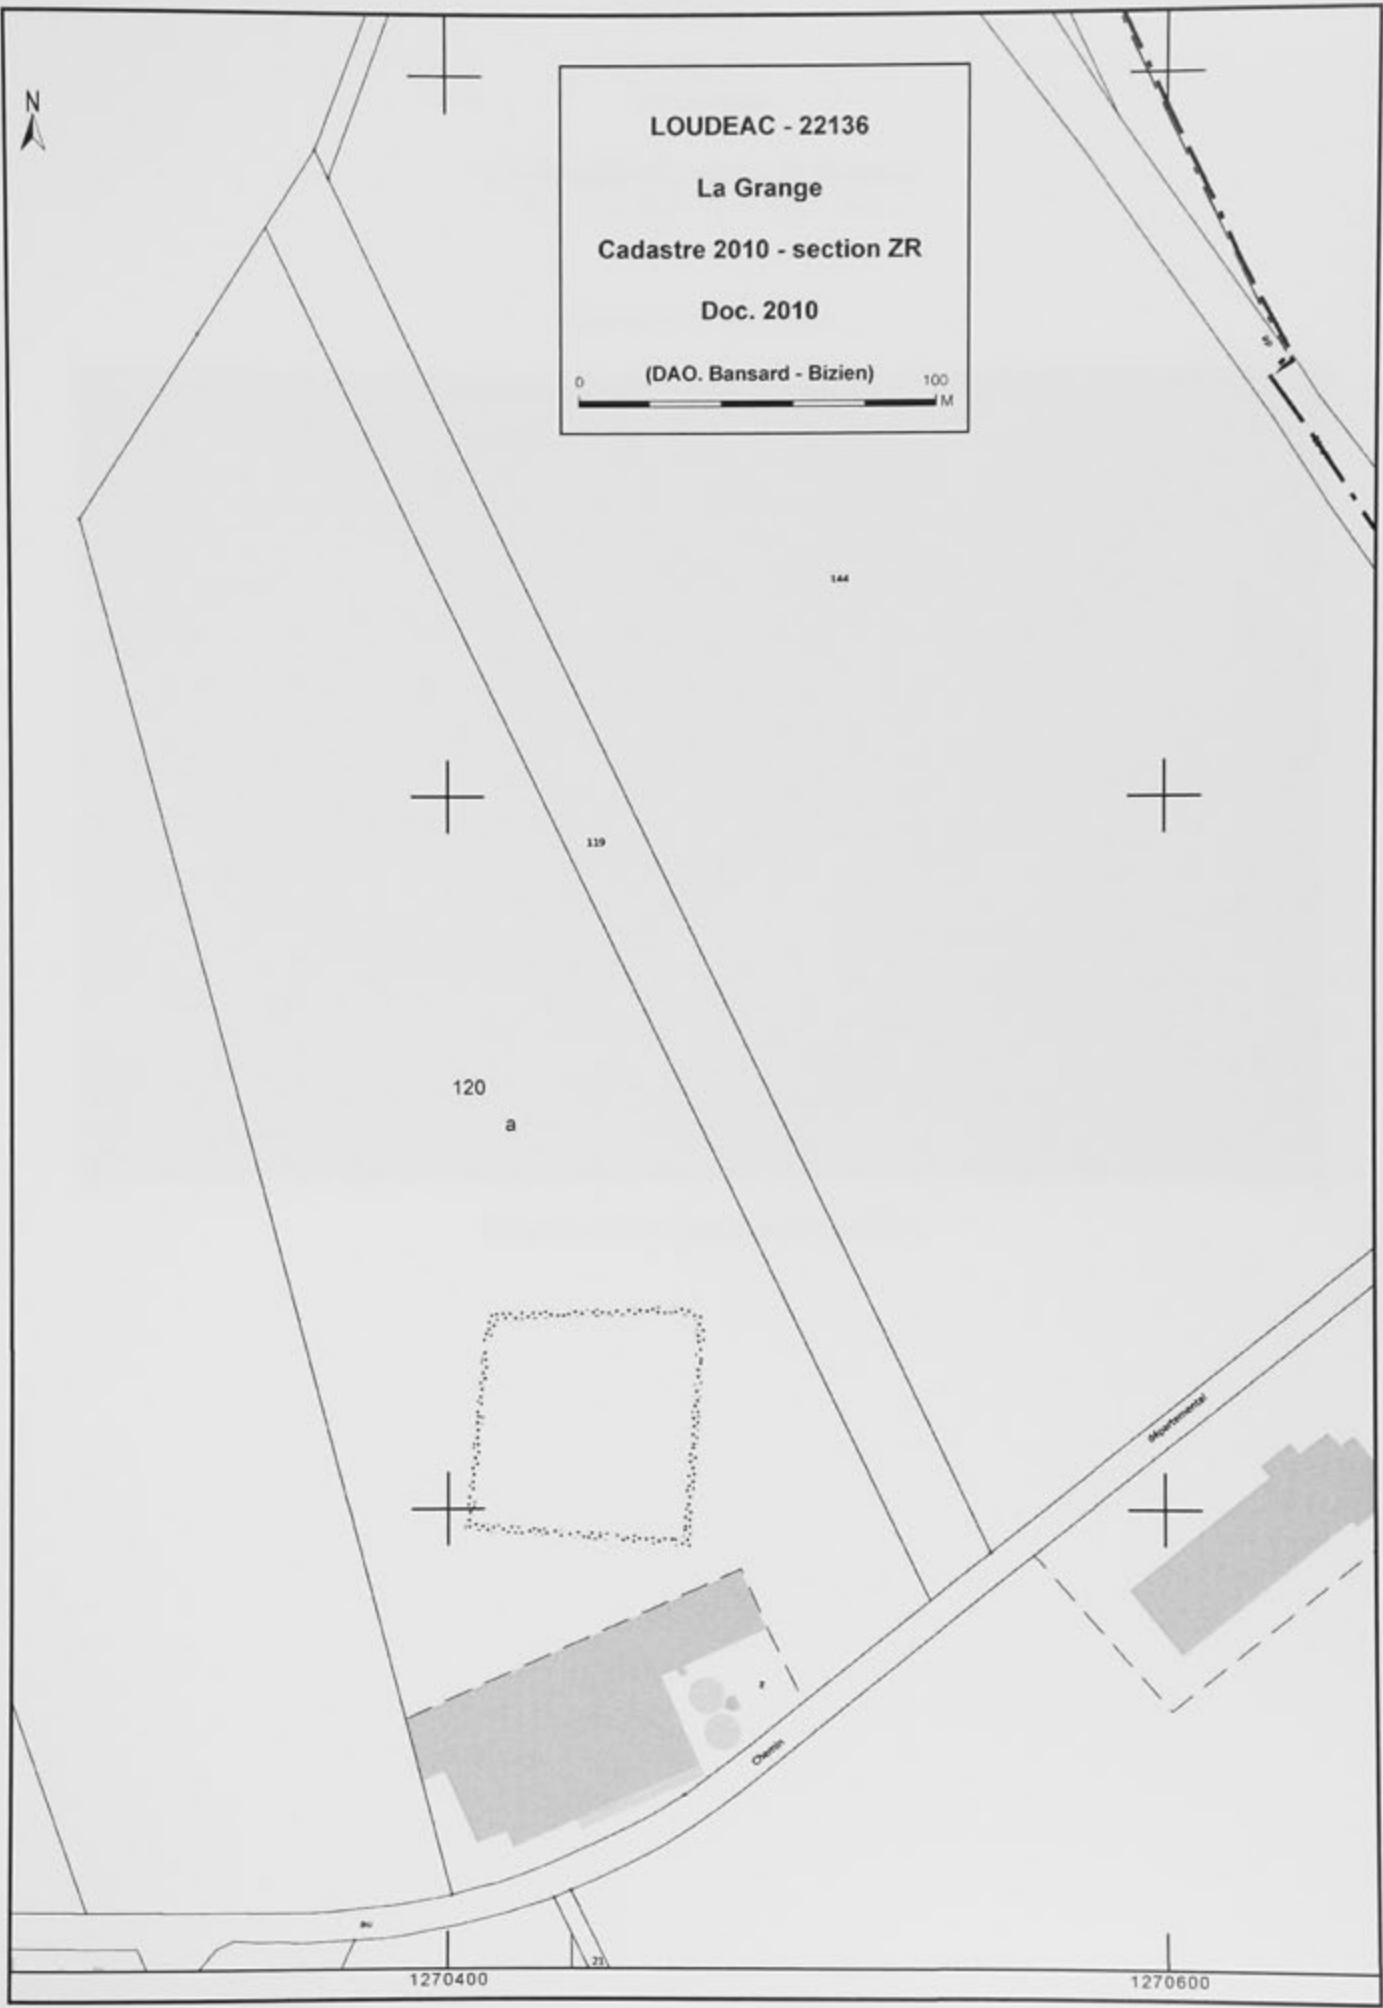 N
LOUDEAC - 22136
La Grange
Cadastre 2010 - section ZR
Doc. 2010
(DAO. Bansard - Bizien)
0 100
M
144
119
120
a
départemental
z
Chemin
21
1270400 1270600